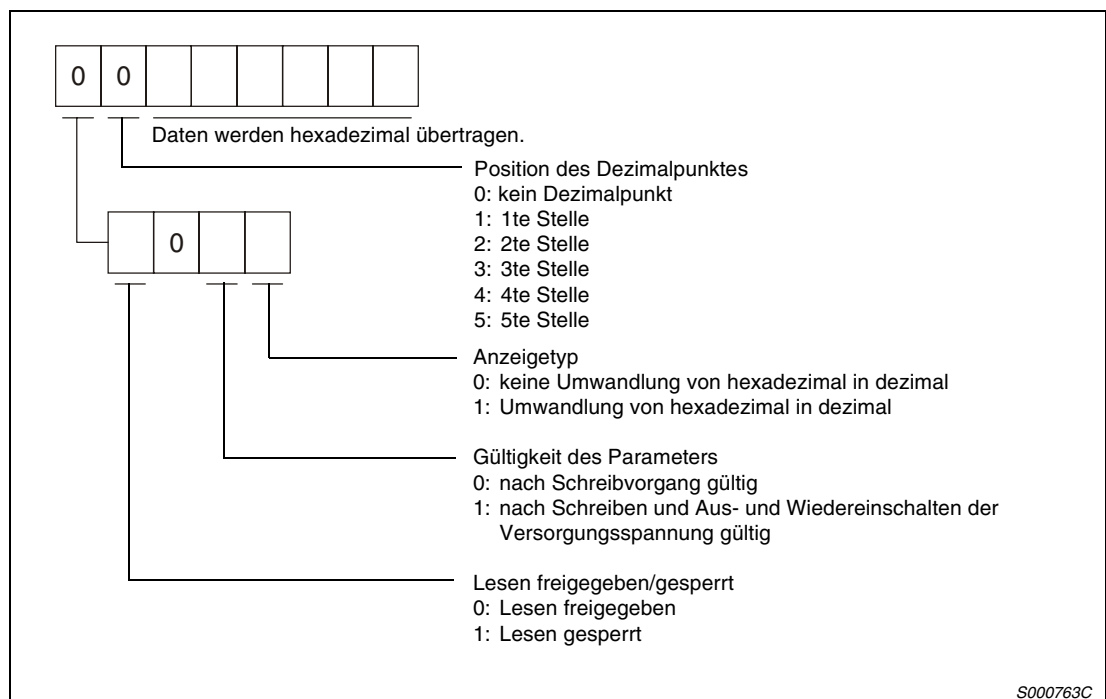 0 0
Daten werden hexadezimal übertragen.
Position des Dezimalpunktes
0: kein Dezimalpunkt
1: 1te Stelle
2: 2te Stelle
3: 3te Stelle
4: 4te Stelle
5: 5te Stelle
0
Anzeigetyp
0: keine Umwandlung von hexadezimal in dezimal
1: Umwandlung von hexadezimal in dezimal
Gültigkeit des Parameters
0: nach Schreibvorgang gültig
1: nach Schreiben und Aus- und Wiedereinschalten der
Versorgungsspannung gültig
Lesen freigegeben/gesperrt
0: Lesen freigegeben
1: Lesen gesperrt
S000763C